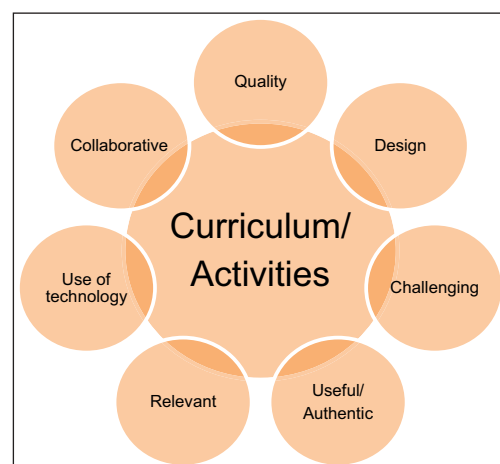 Quality
Design
Challenging
Useful/
Authentic
Relevant
Use of
technology
Collaborative
Curriculum/
Activities